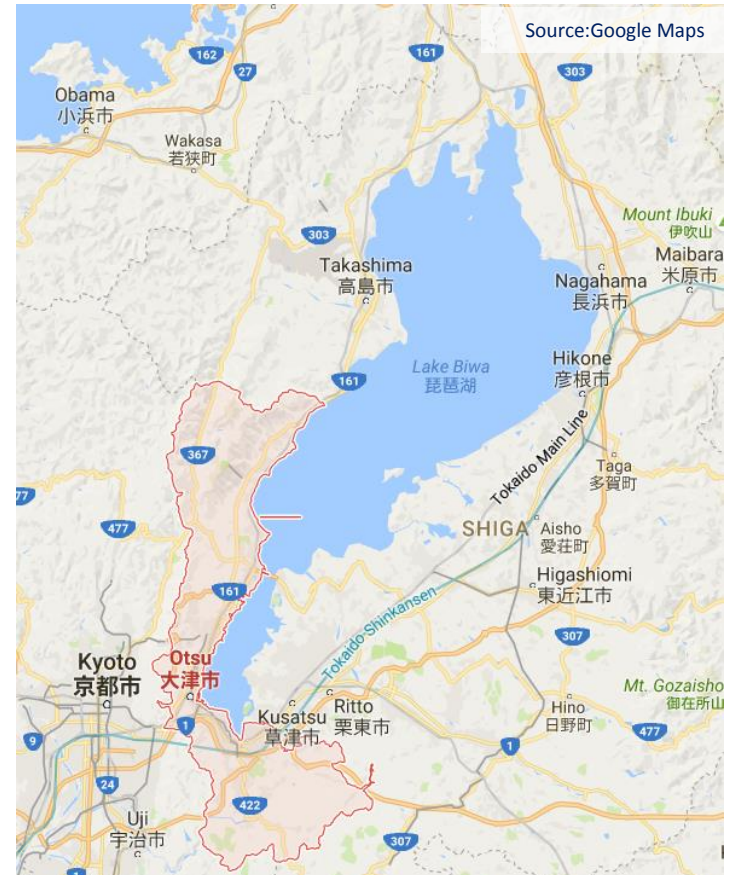 Source:Google Maps
162
27
161
303
Obama
小浜市
Wakasa
若狭町
303
Takashima
高島市
Mount Ibuki
伊吹山
Maibara
米原市
Nagahama
長浜市
Lake Biwa
琵琶湖
161
Hikone
彦根市
Tokaido Main Line
367
Taga
多賀町
77
477
SHIGA
Aisho
愛荘町
Higashiomi
東近江市
161
Tokaido Shinkansen
307
Kyoto
京都市
Otsu
大津市
Mt. Gozaisho
御在所山
Kusatsu
草津市
Ritto
栗東市
Hino
日野町
477
1
9
1
24
422
Uji
宇治市
307
1